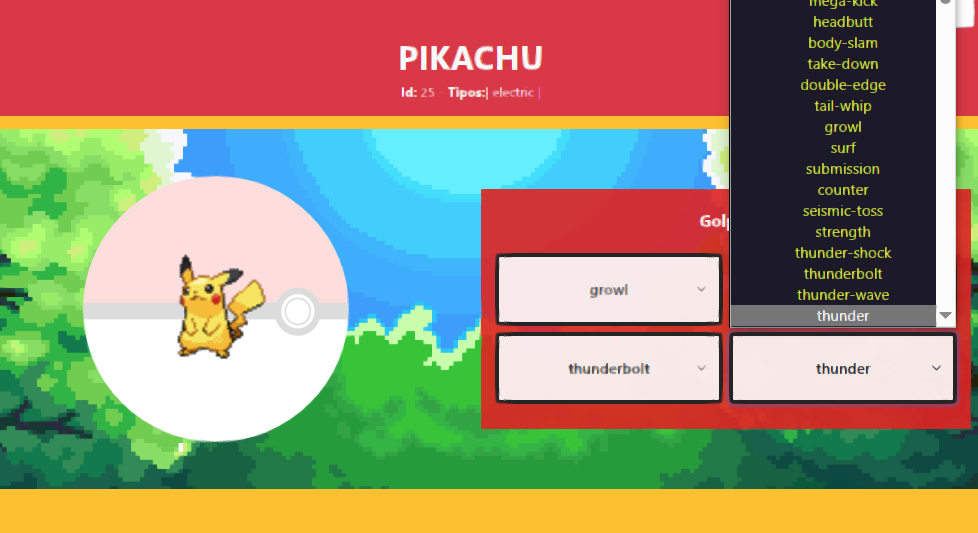 PIKACHU
Id: 25 - Tipos:| electric |
mega-kick
headbutt
body-slam
take-down
double-edge
tail-whip
growl
surf
submission
counter
seismic-toss
strength
thunder-shock
thunderbolt
thunder-wave
thunder
Golp
growl
thunderbolt
thunder